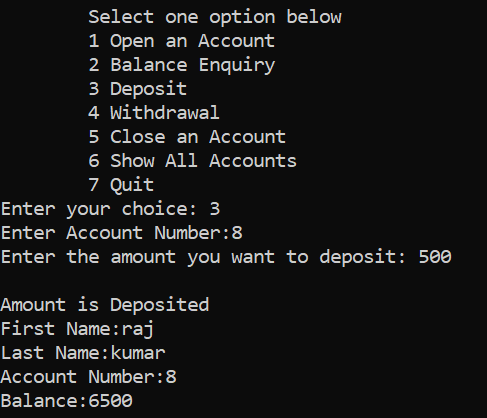 Select one option below
1 Open an Account
2 Balance Enquiry
3 Deposit
4 Withdrawal
5 Close an Account
6 Show All Accounts
7 Quit
Enter your choice: 3
Enter Account Number:8
Enter the amount you want to deposit: 500
Amount is Deposited
First Name:raj
Last Name:kumar
Account Number:8
Balance:6500